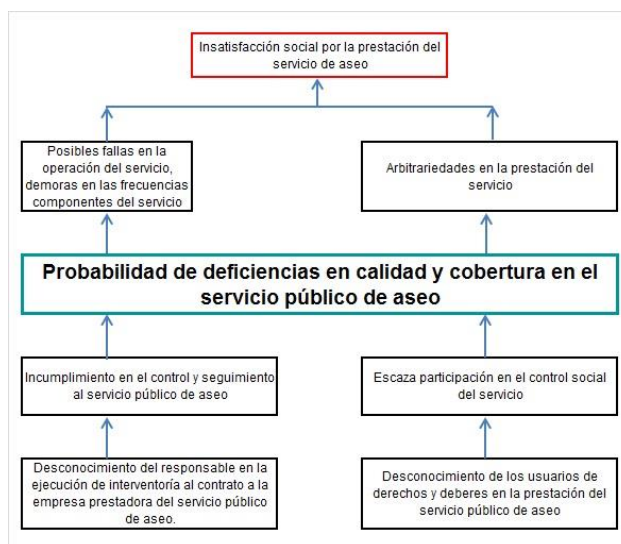 Insatisfacción social por la prestación del
servicio de aseo
Posibles fallas en la
operación del servicio,
demoras en las frecuencias
componentes del servicio
Arbitrariedades en la prestación del
servicio
Probabilidad de deficiencias en calidad y cobertura en el
servicio público de aseo
Incumplimiento en el control y seguimiento
al servicio público de aseo
Escaza participación en el control social
del servicio
Desconocimiento del responsable en la
ejecución de interventoría al contrato a la
empresa prestadora del servicio público
de aseo.
Desconocimiento de los usuarios de
derechos y deberes en la prestación del
servicio público de aseo